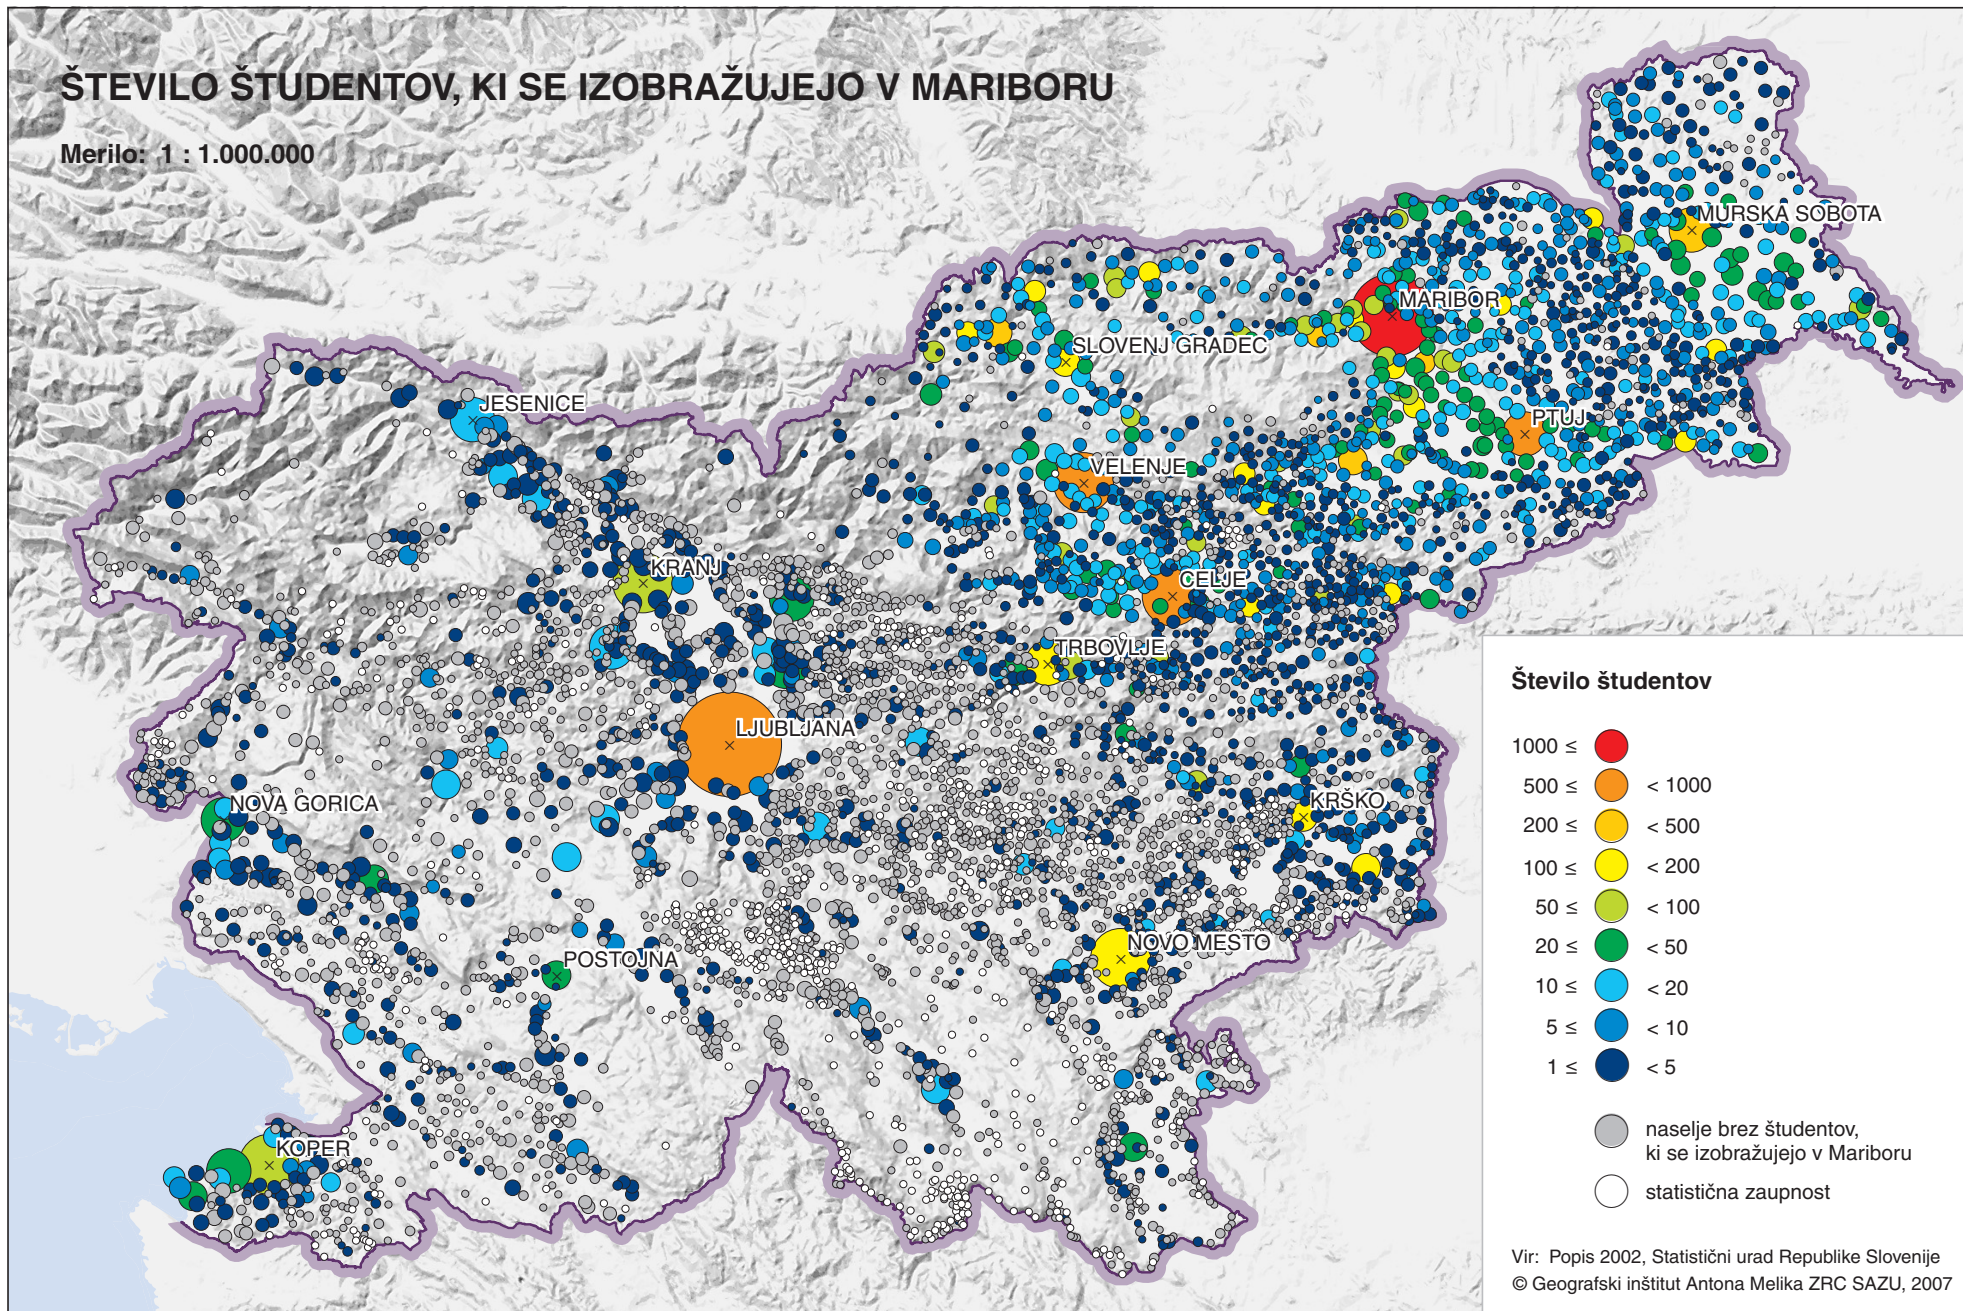 ŠTEVILO ŠTUDENTOV, KI SE IZOBRAŽUJEJO V MARIBORU
Merilo: 1 : 1.000.000
MURSKA SOBOTA
MARIBOR
SLOVENJ GRADEC
JESENICE
PTUJ
VELENJE
KRANJ
CELJE
TRBOVLJE
LJUBLJANA
NOVA GORICA
KRŠKO
NOVO MESTO
POSTOJNA
KOPER
Število študentov
1000 ≤
500 ≤ < 1000
200 ≤ < 500
100 ≤ < 200
50 ≤ < 100
20 ≤ < 50
10 ≤ < 20
5 ≤ < 10
1 ≤ < 5
naselje brez študentov,
ki se izobražujejo v Mariboru
statistična zaupnost
Vir: Popis 2002, Statistični urad Republike Slovenije
© Geografski inštitut Antona Melika ZRC SAZU, 2007